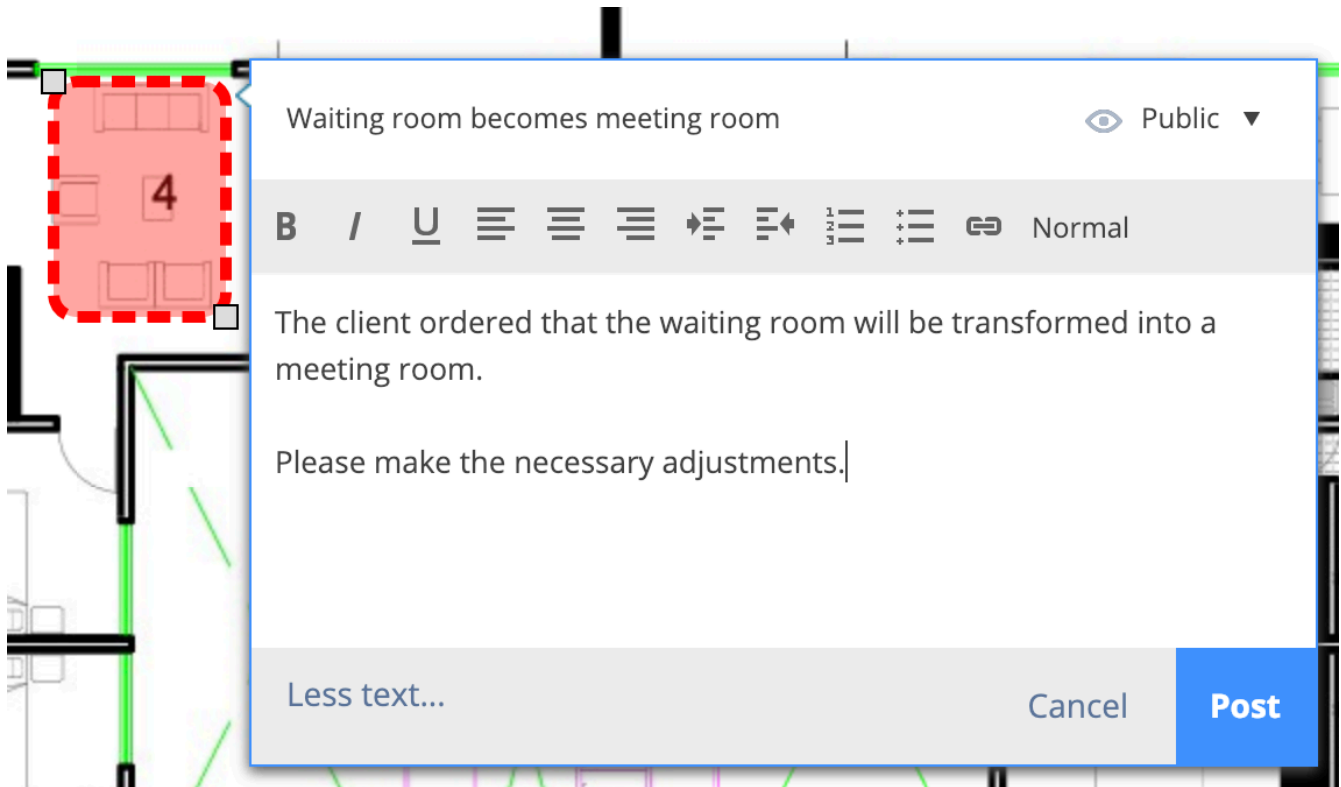 4
Waiting room becomes meeting room
Public
B I U
Normal
The client ordered that the waiting room will be transformed into a
meeting room.
Please make the necessary adjustments.
Less text...
Cancel
Post